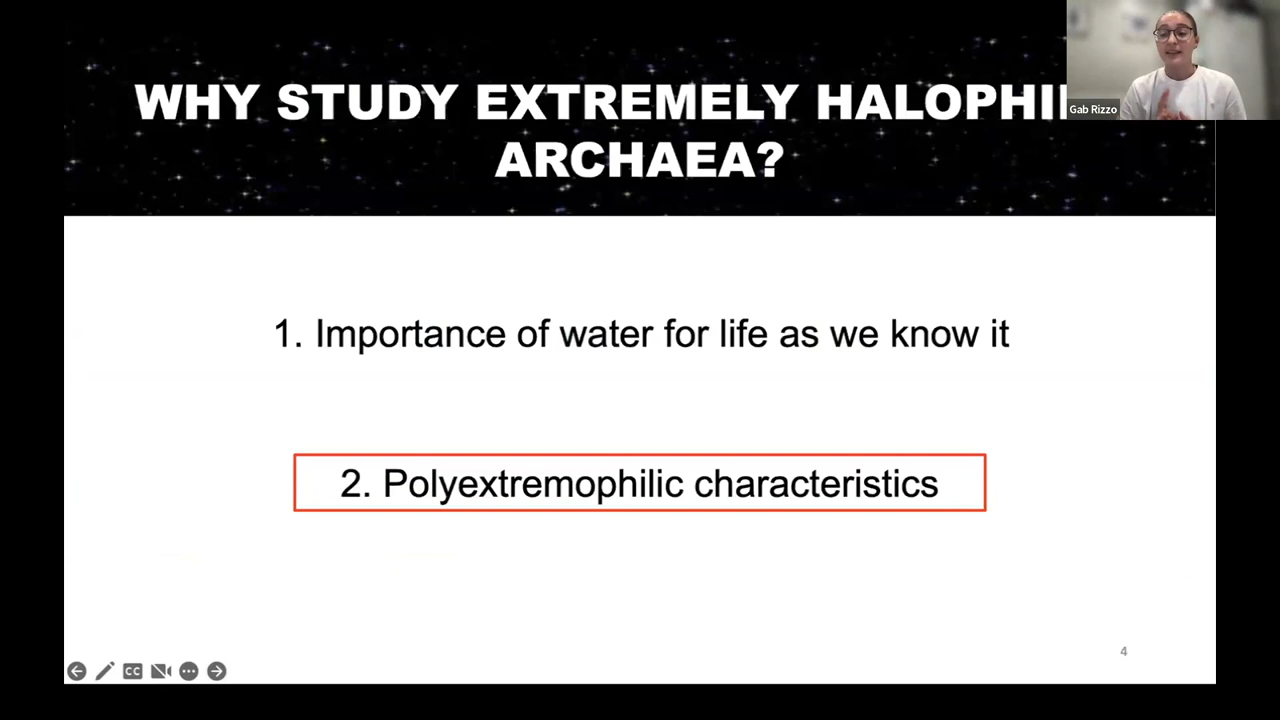 WHY STUDY EXTREMELY
ARCHAEA?
Gab Rizzo
1. Importance of water for life as we know it
2. Polyextremophilic characteristics
CC
4